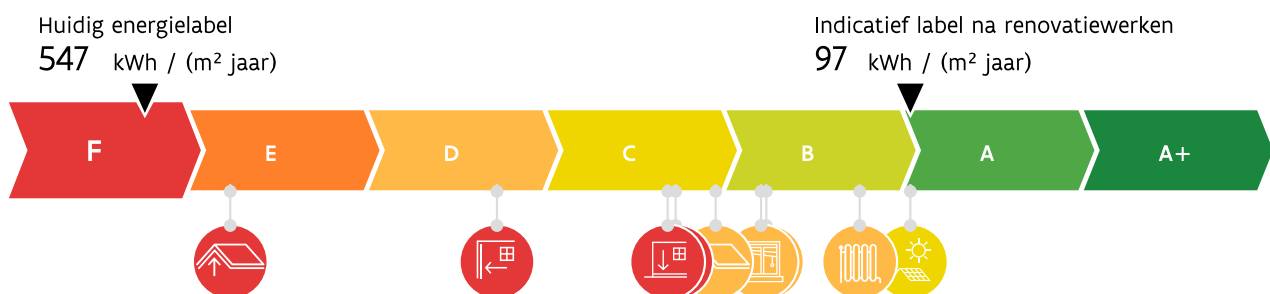 Huidig energielabel
547 kWh / (m² jaar)
Indicatief label na renovatiewerken
97 kWh / (m² jaar)
F E D C B A A+